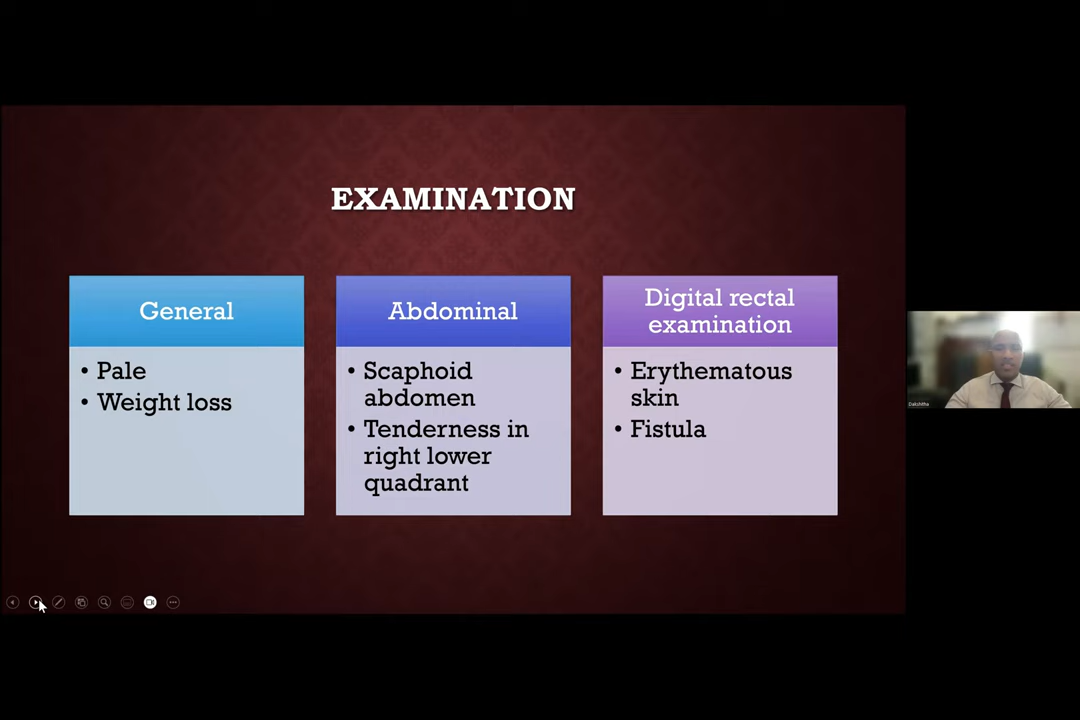 EXAMINATION
General
• Pale
• Weight loss
Abdominal
• Scaphoid
abdomen
• Tenderness in
right lower
quadrant
Digital rectal
examination
• Erythematous
skin
• Fistula
Dakshitha